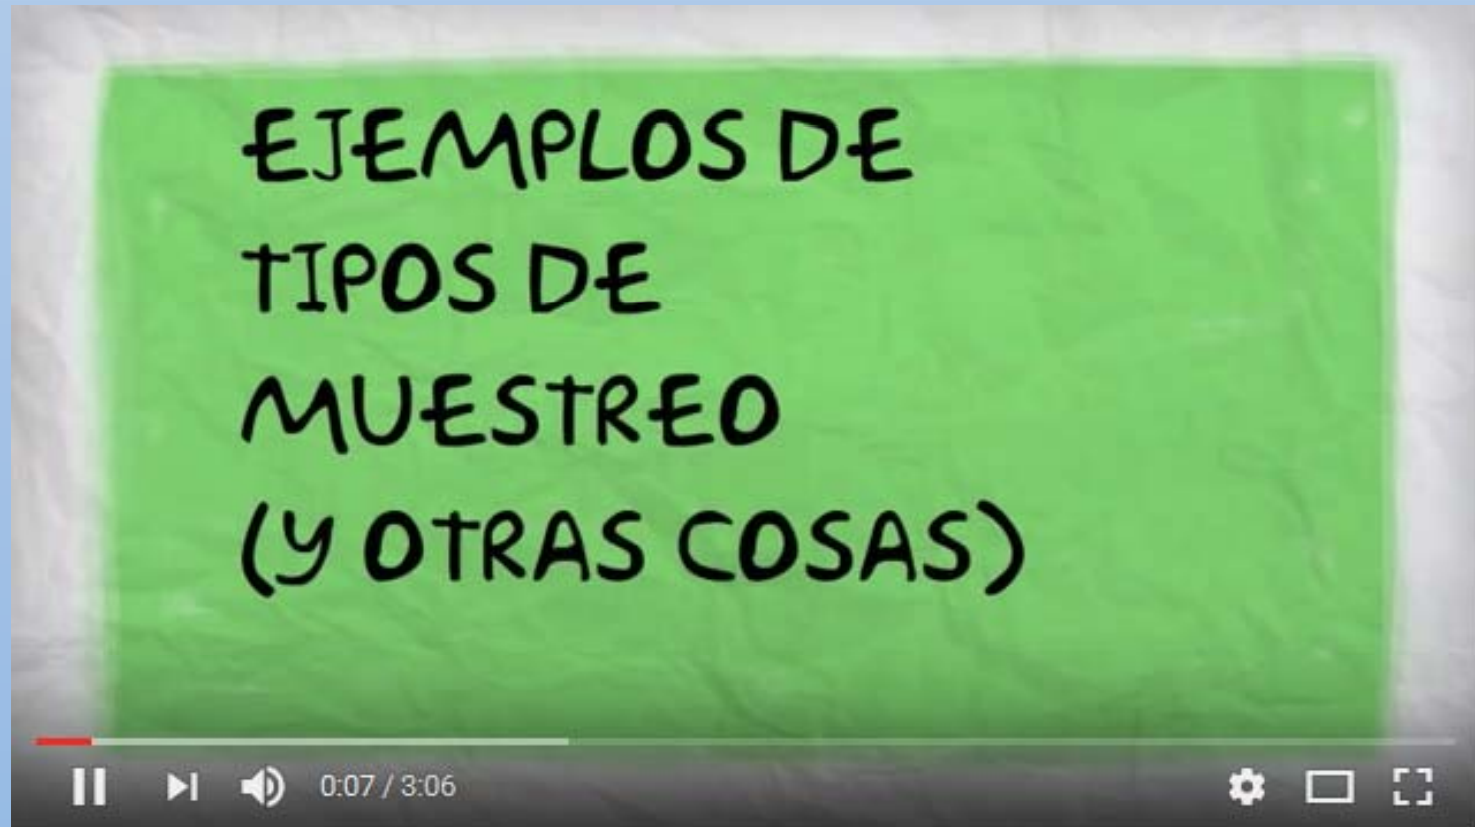 EJEMPLOS DE
TIPOS DE
MUESTREO
(Y OTRAS COSAS)
0:07 / 3:06